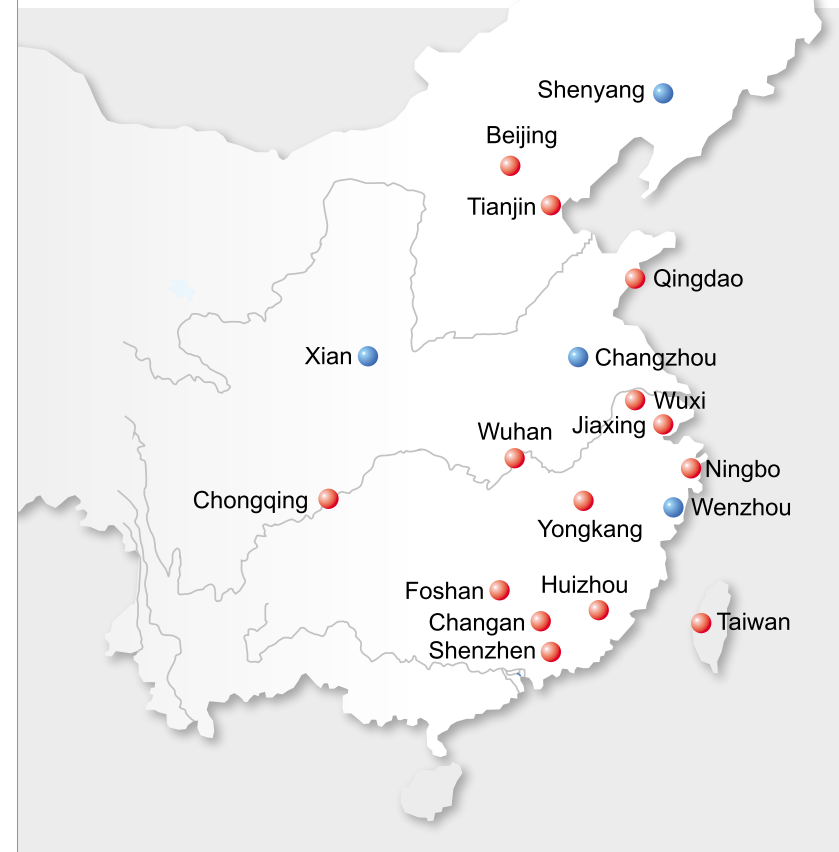 Shenyang
Beijing
Tianjin
Qingdao
Xian
Changzhou
Wuxi
Jiaxing
Wuhan
Ningbo
Chongqing
Wenzhou
Yongkang
Huizhou
Foshan
Changan
Taiwan
Shenzhen